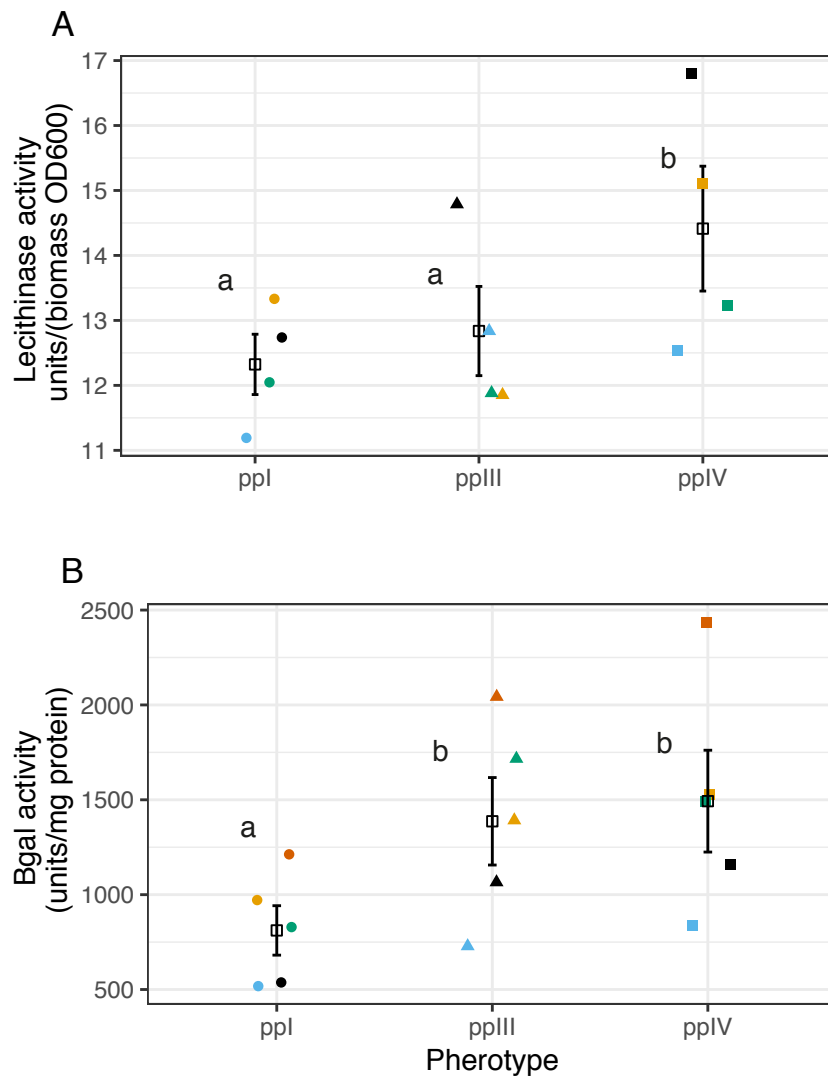 A
Lecithinase activity
units/(biomass OD600)
17
16
15
14
13
12
11
a
a
b
ppI
ppIII
ppIV
B
Bgal activity
(units/mg protein)
2500
2000
1500
1000
500
a
b
b
ppI
ppIII
ppIV
Pherotype